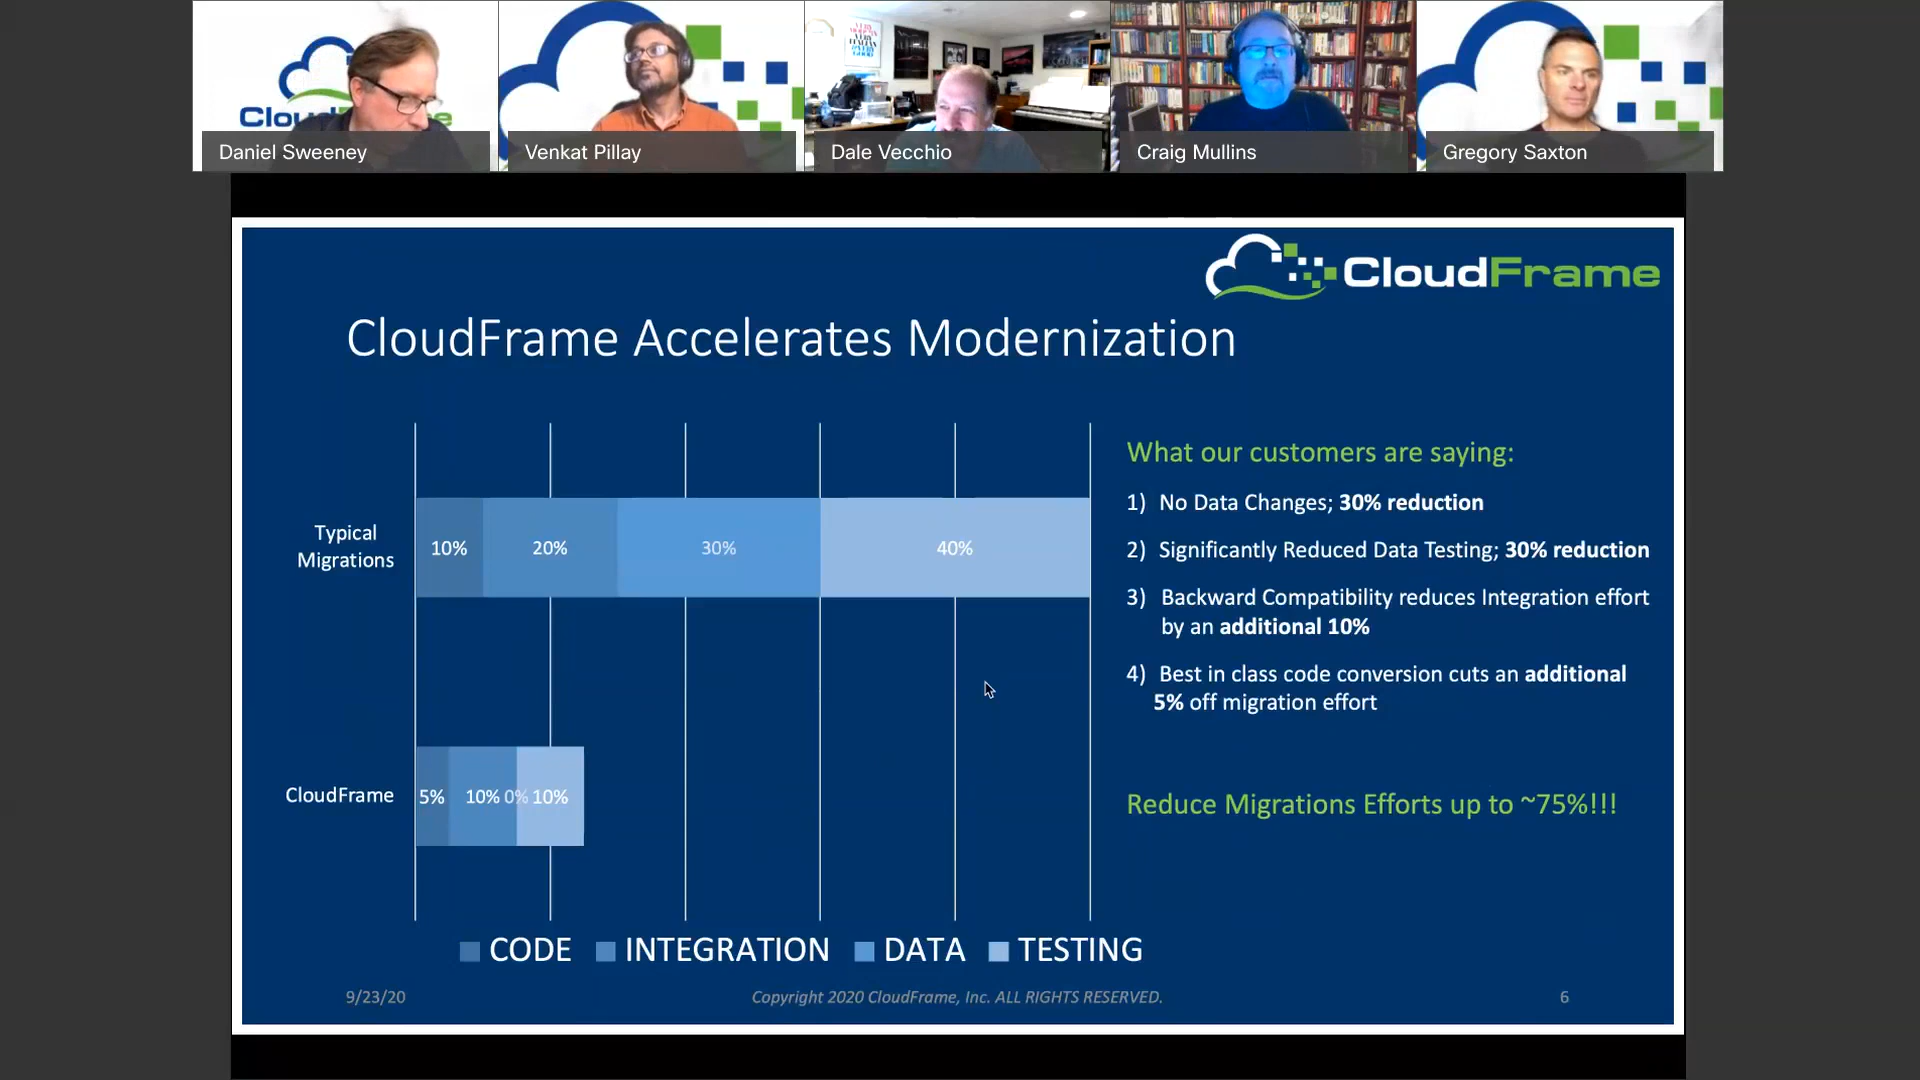 CloudFrame
Daniel Sweeney
Venkat Pillay
Dale Vecchio
Craig Mullins
Gregory Saxton
CloudFrame
CloudFrame Accelerates Modernization
What our customers are saying:
1) No Data Changes; 30% reduction
2) Significantly Reduced Data Testing; 30% reduction
3) Backward Compatibility reduces Integration effort
by an additional 10%
4) Best in class code conversion cuts an additional
5% off migration effort
Reduce Migrations Efforts up to ~75%!!!
Typical
Migrations
10% 20% 30% 40%
CloudFrame
5% 10% 0% 10%
CODE INTEGRATION DATA TESTING
9/23/20
Copyright 2020 CloudFrame, Inc. ALL RIGHTS RESERVED.
6